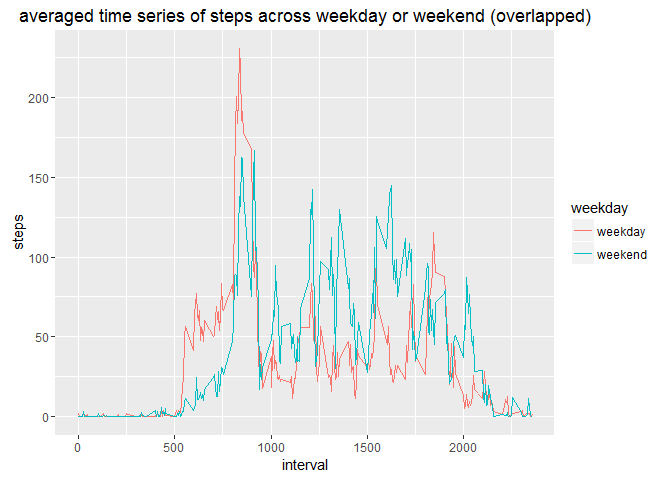 averaged time series of steps across weekday or weekend (overlapped)
steps
200
150
100
50
0
0 500 1000 1500 2000
interval
weekday
weekday
weekend